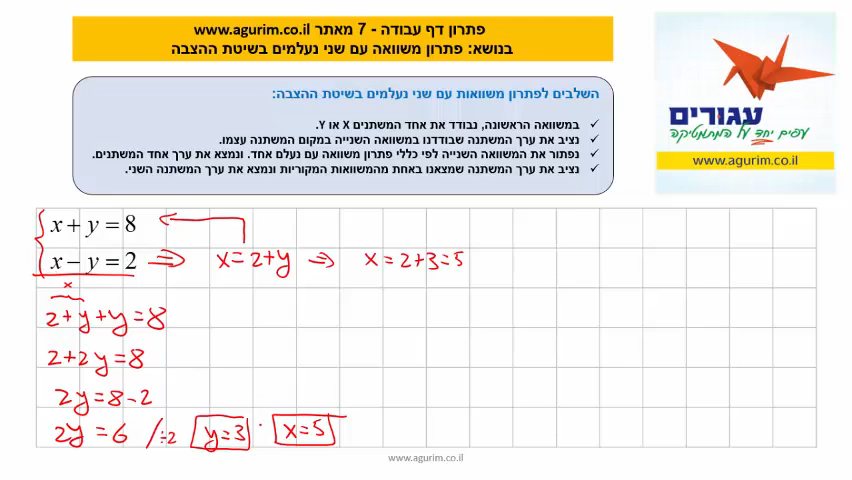 פתרון דף עבודה - 7 מאתר www.agurim.co.il
בנושא: פתרון משוואה עם שני נעלמים בשיטת ההצבה
השלבים לפתרון משוואות עם שני נעלמים בשיטת ההצבה:
✓ במשוואה הראשונה, נבודד את אחד המשתנים X או Y.
✓ נציב את ערך המשתנה שבודדנו במשוואה השנייה במקום המשתנה עצמו.
✓ נפתור את המשוואה השנייה לפי כללי פתרון משוואה עם נעלם אחד. ונמצא את ערך אחד המשתנים.
✓ נציב את ערך המשתנה שמצאנו באחת מהמשוואות המקוריות ונמצא את ערך המשתנה השני.
עגורים
עפים יחד על המתמטיקה
www.agurim.co.il
x + y = 8
x − y = 2 ⇒ x = 2+y ⇒ x = 2+3=5
x
2+y+y=8
2+2y=8
2y=8-2
2y=6 /:2 y=3 x=5
www.agurim.co.il